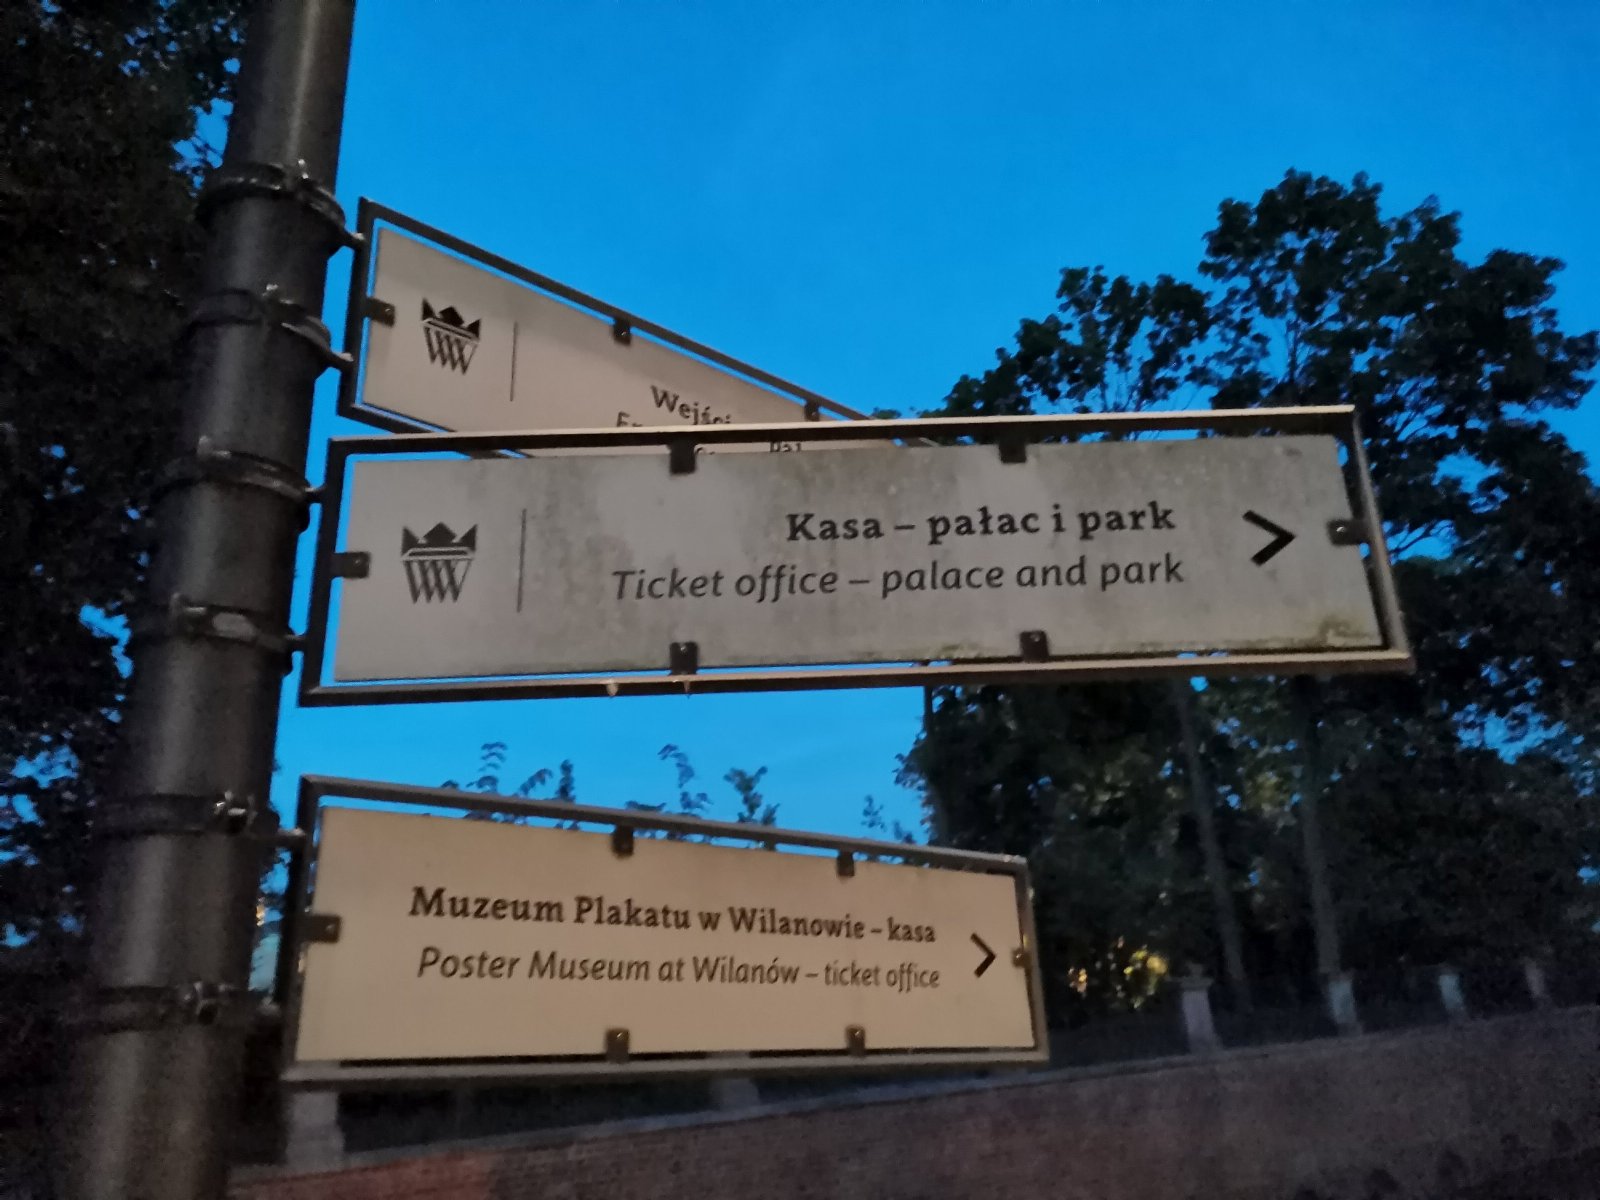 Kasa – pałac i park
Ticket office – palace and park
Muzeum Plakatu w Wilanowie – kasa
Poster Museum at Wilanów – ticket office